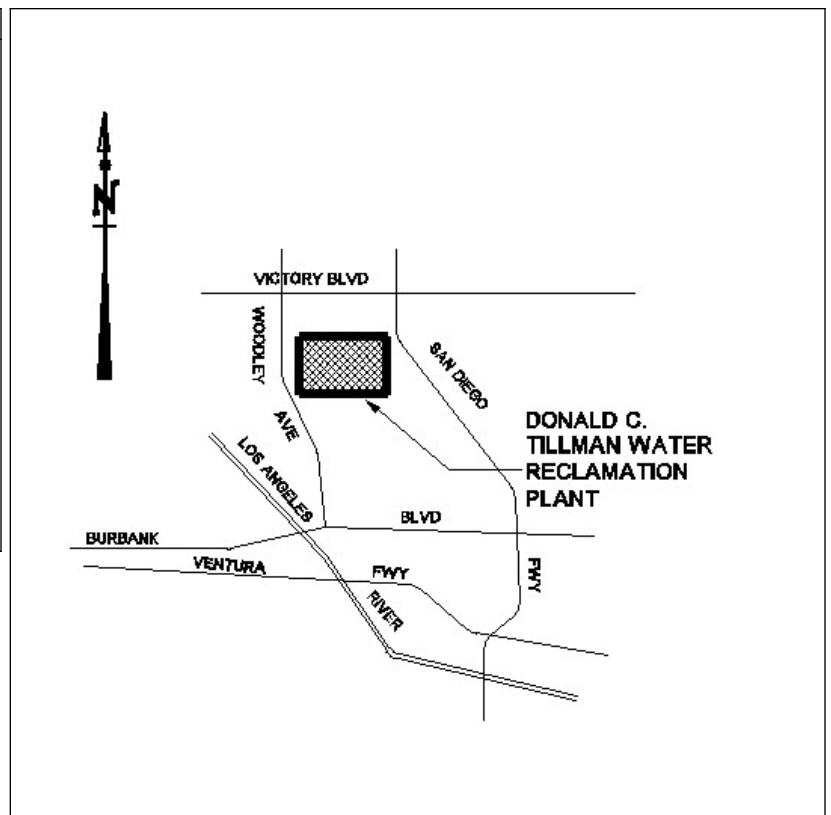 N
VICTORY BLVD
WOODLEY
AVE
SAN DIEGO
FWY
DONALD C.
TILLMAN WATER
RECLAMATION
PLANT
LOS ANGELES
RIVER
BURBANK
BLVD
VENTURA
FWY